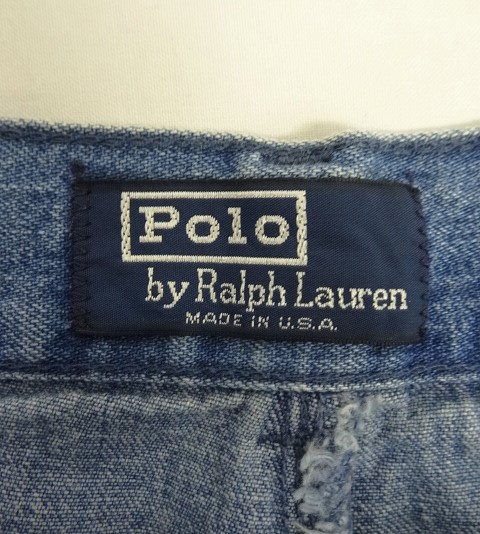 Polo
by Ralph Lauren
MADE IN U.S.A.